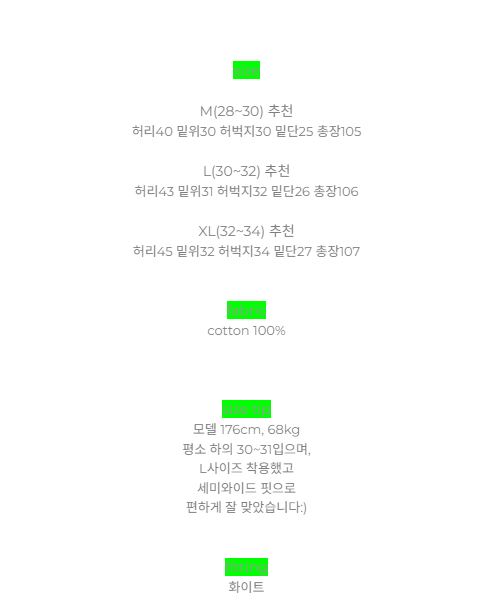 M(28~30) 추천
허리40 밑위30 허벅지30 밑단25 총장105
L(30~32) 추천
허리43 밑위31 허벅지32 밑단26 총장106
XL(32~34) 추천
허리45 밑위32 허벅지34 밑단27 총장107
cotton 100%
모델 176cm, 68kg
평소 하의 30~31입으며,
L사이즈 착용했고
세미와이드 핏으로
편하게 잘 맞았습니다:)
화이트